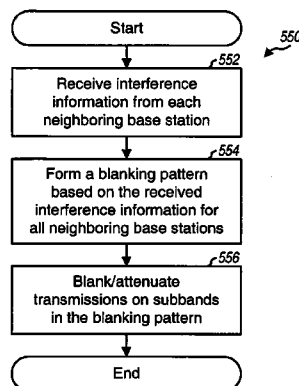 Start
550
552
Receive interference
information from each
neighboring base station
554
Form a blanking pattern
based on the received
interference information for
all neighboring base stations
556
Blank/attenuate
transmissions on subbands
in the blanking pattern
End